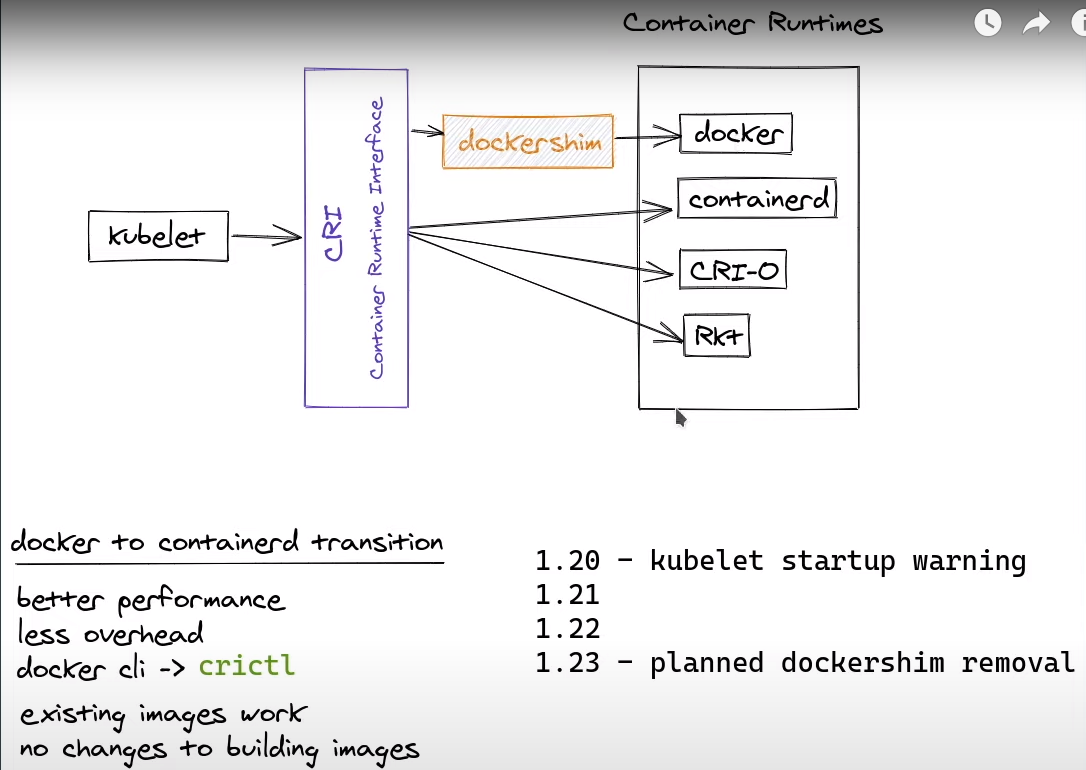 Container Runtimes
CRI
Container Runtime Interface
kubelet
dockershim
docker
containerd
CRI-O
Rkt
docker to containerd transition
better performance
less overhead
docker cli -> crictl
existing images work
no changes to building images
1.20 – kubelet startup warning
1.21
1.22
1.23 – planned dockershim removal